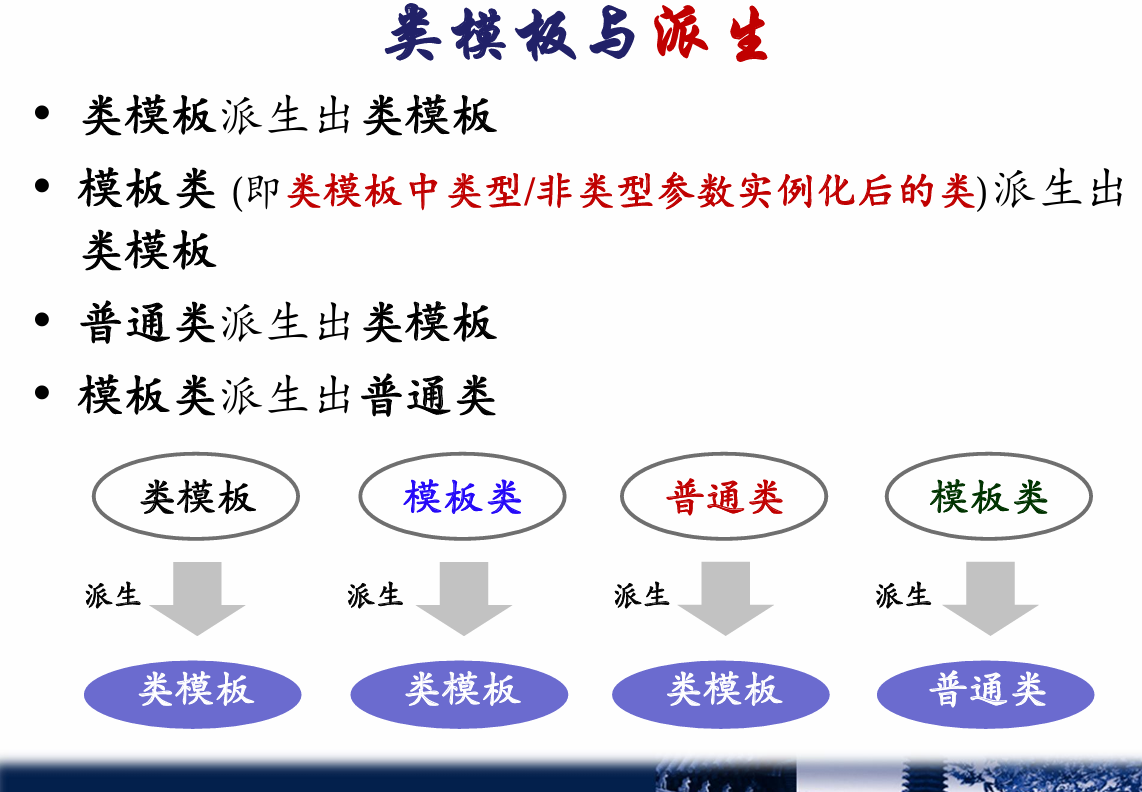 类模板与派生
• 类模板派生出类模板
• 模板类 (即类模板中类型/非类型参数实例化后的类)派生出
类模板
• 普通类派生出类模板
• 模板类派生出普通类
类模板 模板类 普通类 模板类
派生 派生 派生 派生
类模板 类模板 类模板 普通类